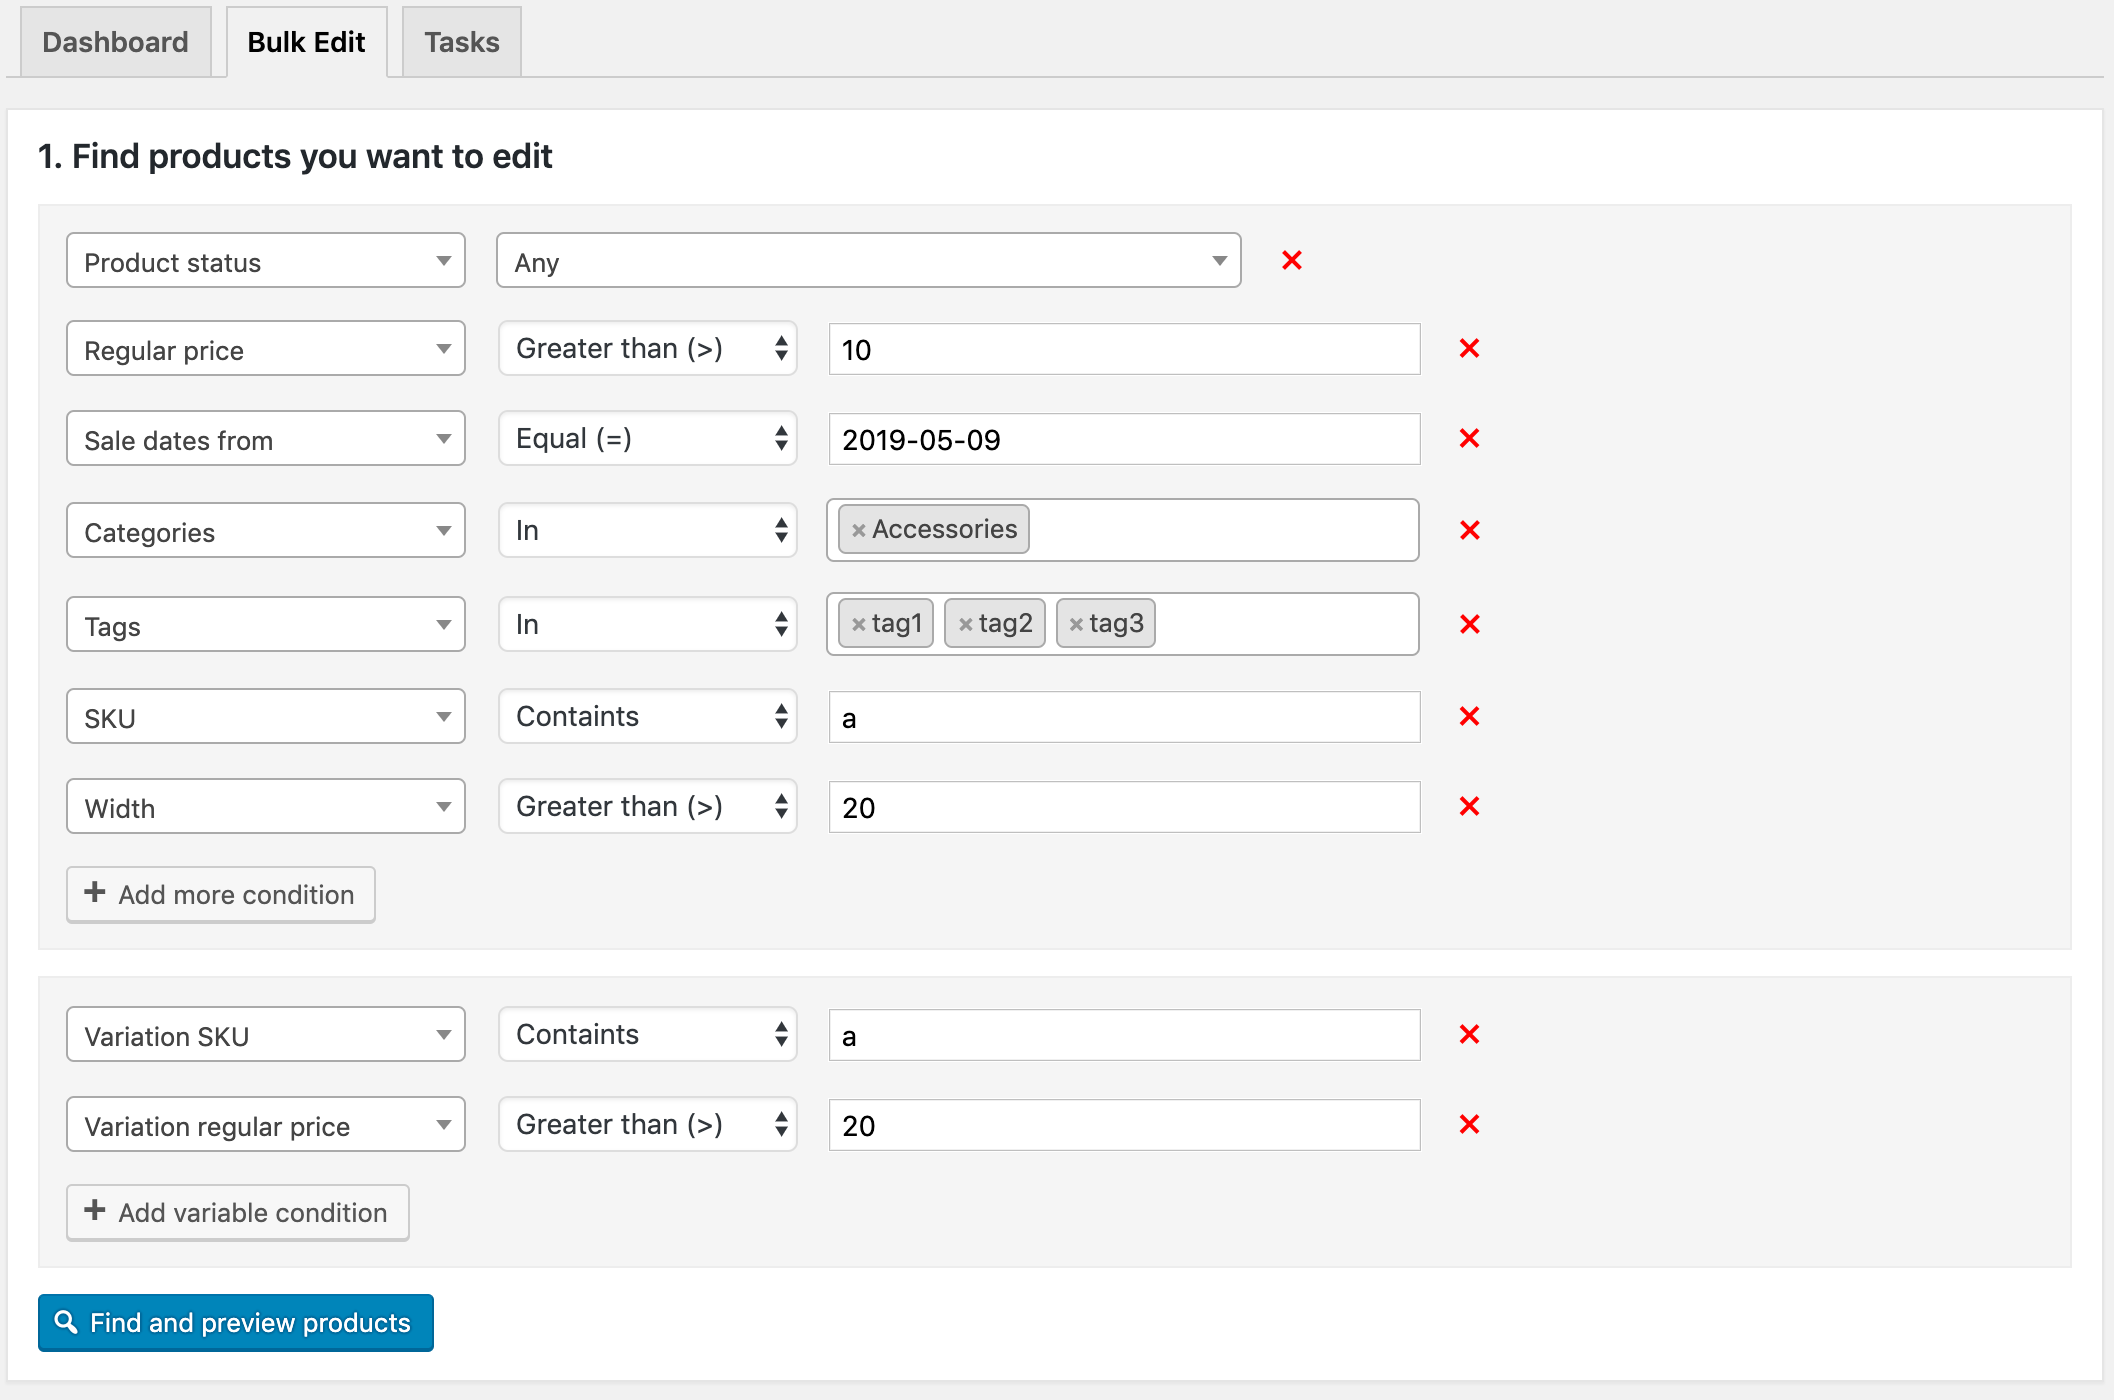 Dashboard Bulk Edit Tasks
1. Find products you want to edit
Product status Any
Regular price Greater than (>) 10
Sale dates from Equal (=) 2019-05-09
Categories In × Accessories
Tags In × tag1 × tag2 × tag3
SKU Containts a
Width Greater than (>) 20
+ Add more condition
Variation SKU Containts a
Variation regular price Greater than (>) 20
+ Add variable condition
Find and preview products